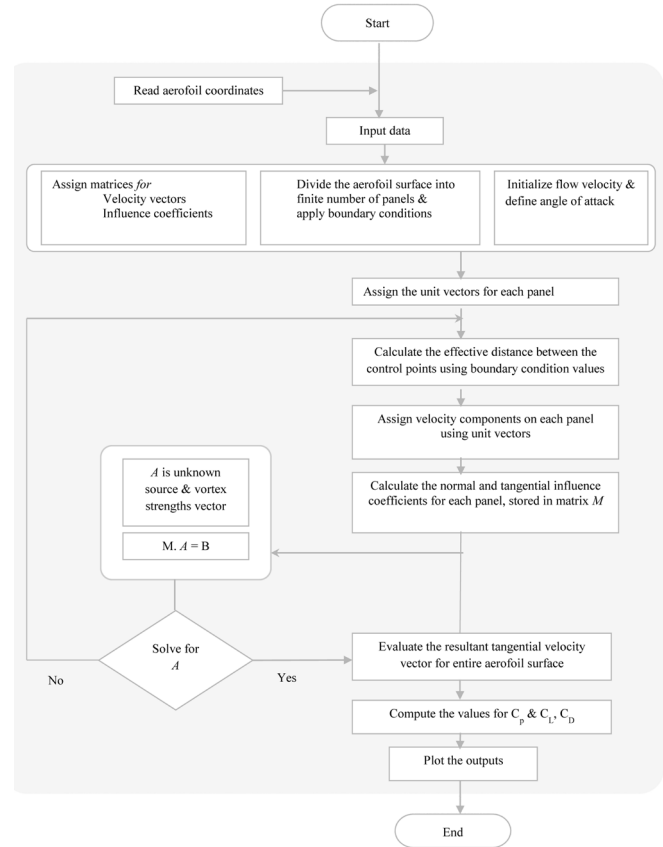 Start
Read aerofoil coordinates
Input data
Assign matrices for
Velocity vectors
Influence coefficients
Divide the aerofoil surface into
finite number of panels &
apply boundary conditions
Initialize flow velocity &
define angle of attack
Assign the unit vectors for each panel
Calculate the effective distance between the
control points using boundary condition values
Assign velocity components on each panel
using unit vectors
Calculate the normal and tangential influence
coefficients for each panel, stored in matrix M
A is unknown
source & vortex
strengths vector
M. A = B
Solve for
A
No
Yes
Evaluate the resultant tangential velocity
vector for entire aerofoil surface
Compute the values for Cp & CL, CD
Plot the outputs
End